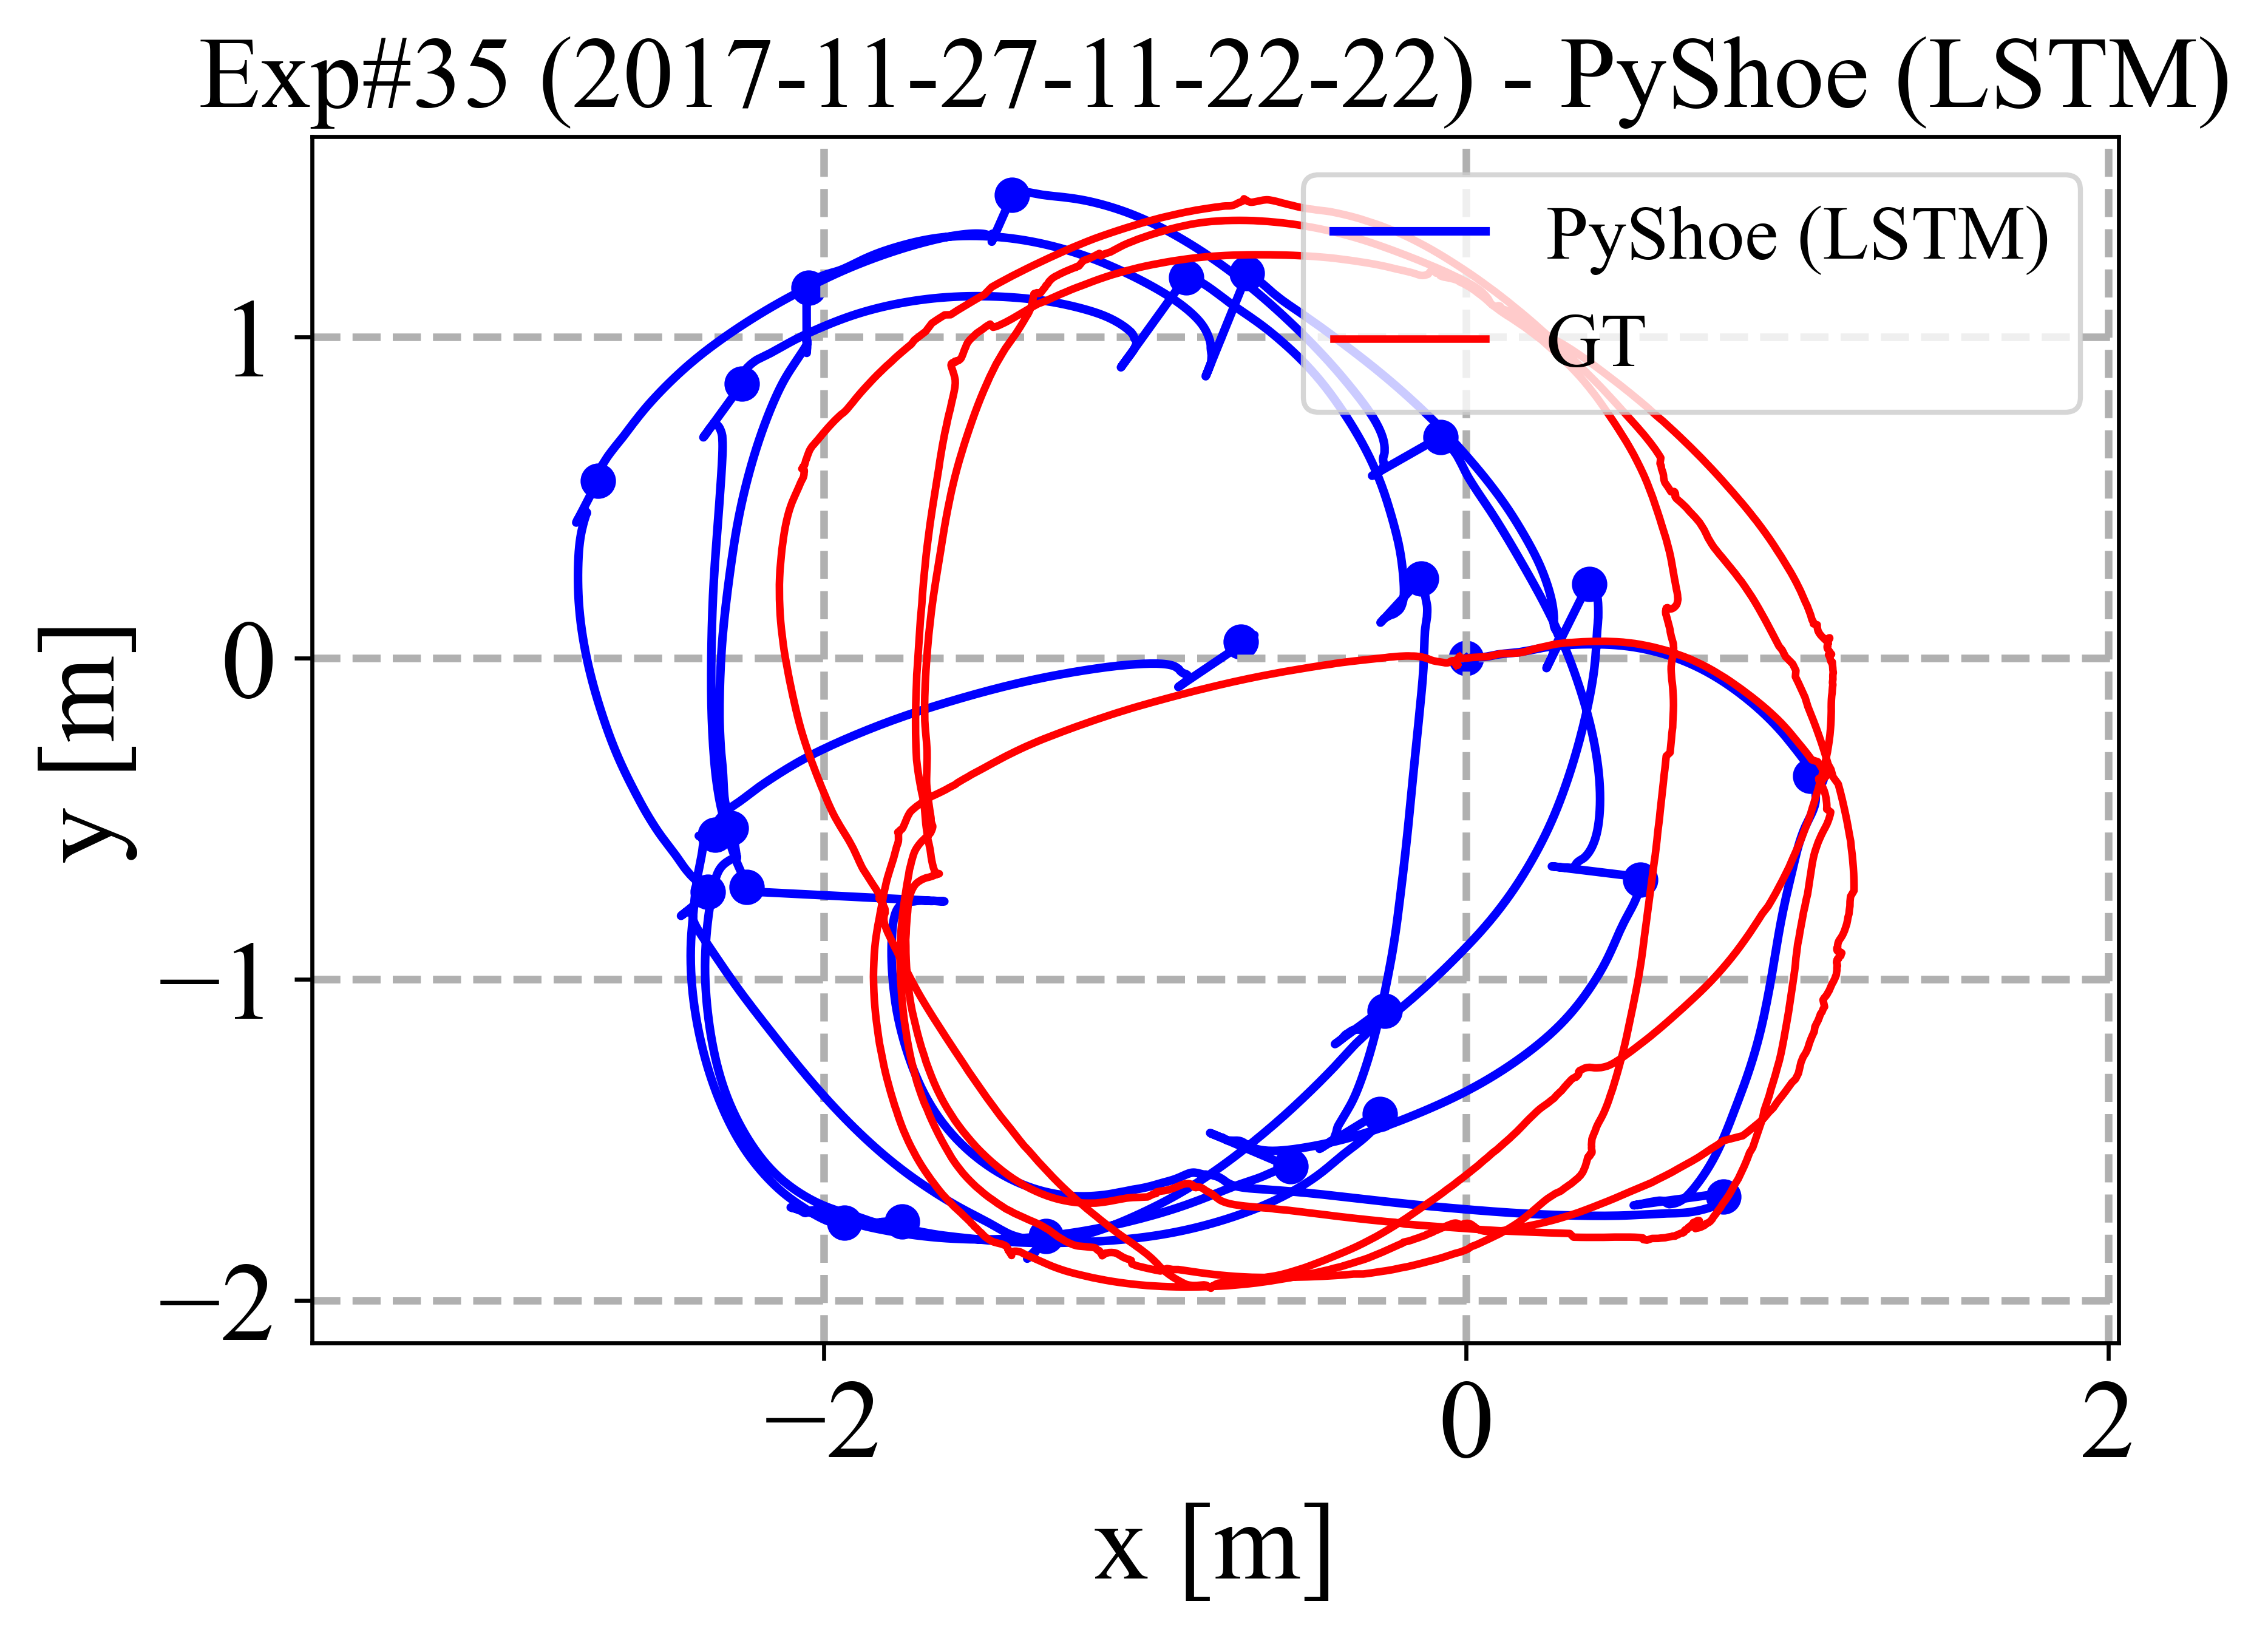 Exp#35 (2017-11-27-11-22-22) - PyShoe (LSTM)
PyShoe (LSTM)
GT
y [m]
1
0
−1
−2
−2 0 2
x [m]